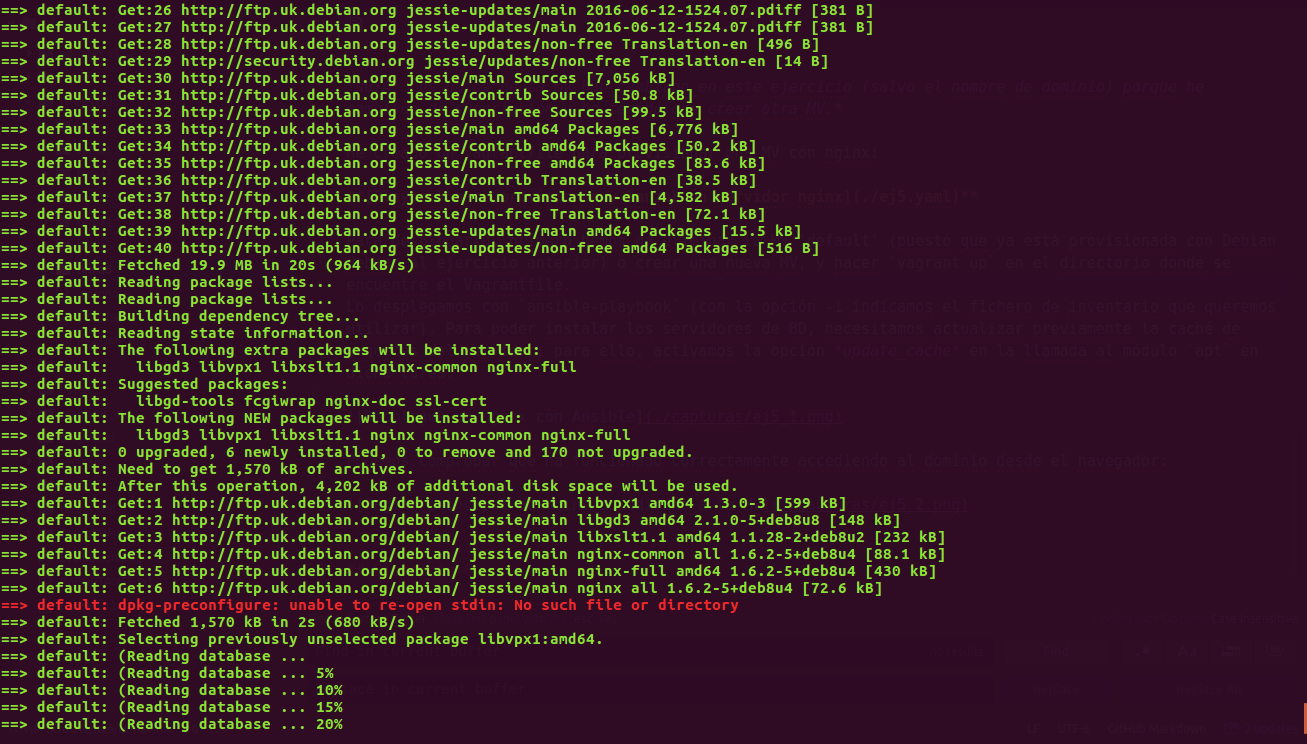 ==> default: Get:26 http://ftp.uk.debian.org jessie-updates/main 2016-06-12-1524.07.pdiff [381 B]
==> default: Get:27 http://ftp.uk.debian.org jessie-updates/main 2016-06-12-1524.07.pdiff [381 B]
==> default: Get:28 http://ftp.uk.debian.org jessie-updates/non-free Translation-en [496 B]
==> default: Get:29 http://security.debian.org jessie/updates/non-free Translation-en [14 B]
==> default: Get:30 http://ftp.uk.debian.org jessie/main Sources [7,056 kB]
==> default: Get:31 http://ftp.uk.debian.org jessie/contrib Sources [50.8 kB]
==> default: Get:32 http://ftp.uk.debian.org jessie/non-free Sources [99.5 kB]
==> default: Get:33 http://ftp.uk.debian.org jessie/main amd64 Packages [6,776 kB]
==> default: Get:34 http://ftp.uk.debian.org jessie/contrib amd64 Packages [50.2 kB]
==> default: Get:35 http://ftp.uk.debian.org jessie/non-free amd64 Packages [83.6 kB]
==> default: Get:36 http://ftp.uk.debian.org jessie/contrib Translation-en [38.5 kB]
==> default: Get:37 http://ftp.uk.debian.org jessie/main Translation-en [4,582 kB]
==> default: Get:38 http://ftp.uk.debian.org jessie/non-free Translation-en [72.1 kB]
==> default: Get:39 http://ftp.uk.debian.org jessie-updates/main amd64 Packages [15.5 kB]
==> default: Get:40 http://ftp.uk.debian.org jessie-updates/non-free amd64 Packages [516 B]
==> default: Fetched 19.9 MB in 20s (964 kB/s)
==> default: Reading package lists...
==> default: Reading package lists...
==> default: Building dependency tree...
==> default: Reading state information...
==> default: The following extra packages will be installed:
==> default:   libgd3 libvpx1 libxslt1.1 nginx-common nginx-full
==> default: Suggested packages:
==> default:   libgd-tools fcgiwrap nginx-doc ssl-cert
==> default: The following NEW packages will be installed:
==> default:   libgd3 libvpx1 libxslt1.1 nginx nginx-common nginx-full
==> default: 0 upgraded, 6 newly installed, 0 to remove and 170 not upgraded.
==> default: Need to get 1,570 kB of archives.
==> default: After this operation, 4,202 kB of additional disk space will be used.
==> default: Get:1 http://ftp.uk.debian.org/debian/ jessie/main libvpx1 amd64 1.3.0-3 [599 kB]
==> default: Get:2 http://ftp.uk.debian.org/debian/ jessie/main libgd3 amd64 2.1.0-5+deb8u8 [148 kB]
==> default: Get:3 http://ftp.uk.debian.org/debian/ jessie/main libxslt1.1 amd64 1.1.28-2+deb8u2 [232 kB]
==> default: Get:4 http://ftp.uk.debian.org/debian/ jessie/main nginx-common all 1.6.2-5+deb8u4 [88.1 kB]
==> default: Get:5 http://ftp.uk.debian.org/debian/ jessie/main nginx-full amd64 1.6.2-5+deb8u4 [430 kB]
==> default: Get:6 http://ftp.uk.debian.org/debian/ jessie/main nginx all 1.6.2-5+deb8u4 [72.6 kB]
==> default: dpkg-preconfigure: unable to re-open stdin: No such file or directory
==> default: Fetched 1,570 kB in 2s (680 kB/s)
==> default: Selecting previously unselected package libvpx1:amd64.
==> default: (Reading database ...
==> default: (Reading database ... 5%
==> default: (Reading database ... 10%
==> default: (Reading database ... 15%
==> default: (Reading database ... 20%